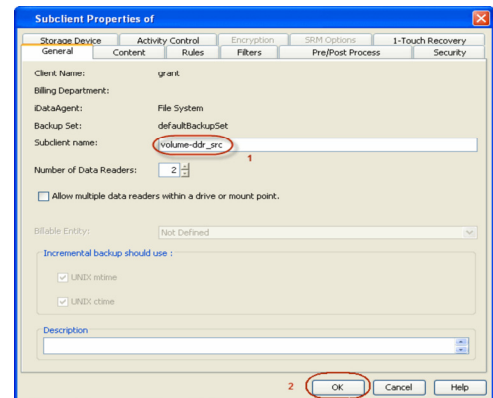 Subclient Properties of
Storage Device Activity Control Encryption SRM Options 1-Touch Recovery
General Content Rules Filters Pre/Post Process Security
Client Name: grant
Billing Department:
iDataAgent: File System
Backup Set: defaultBackupSet
Subclient name: volume-ddr_src
1
Number of Data Readers: 2
Allow multiple data readers within a drive or mount point.
Billable Entity: Not Defined
Incremental backup should use :
UNIX mtime
UNIX ctime
Description
2 OK Cancel Help